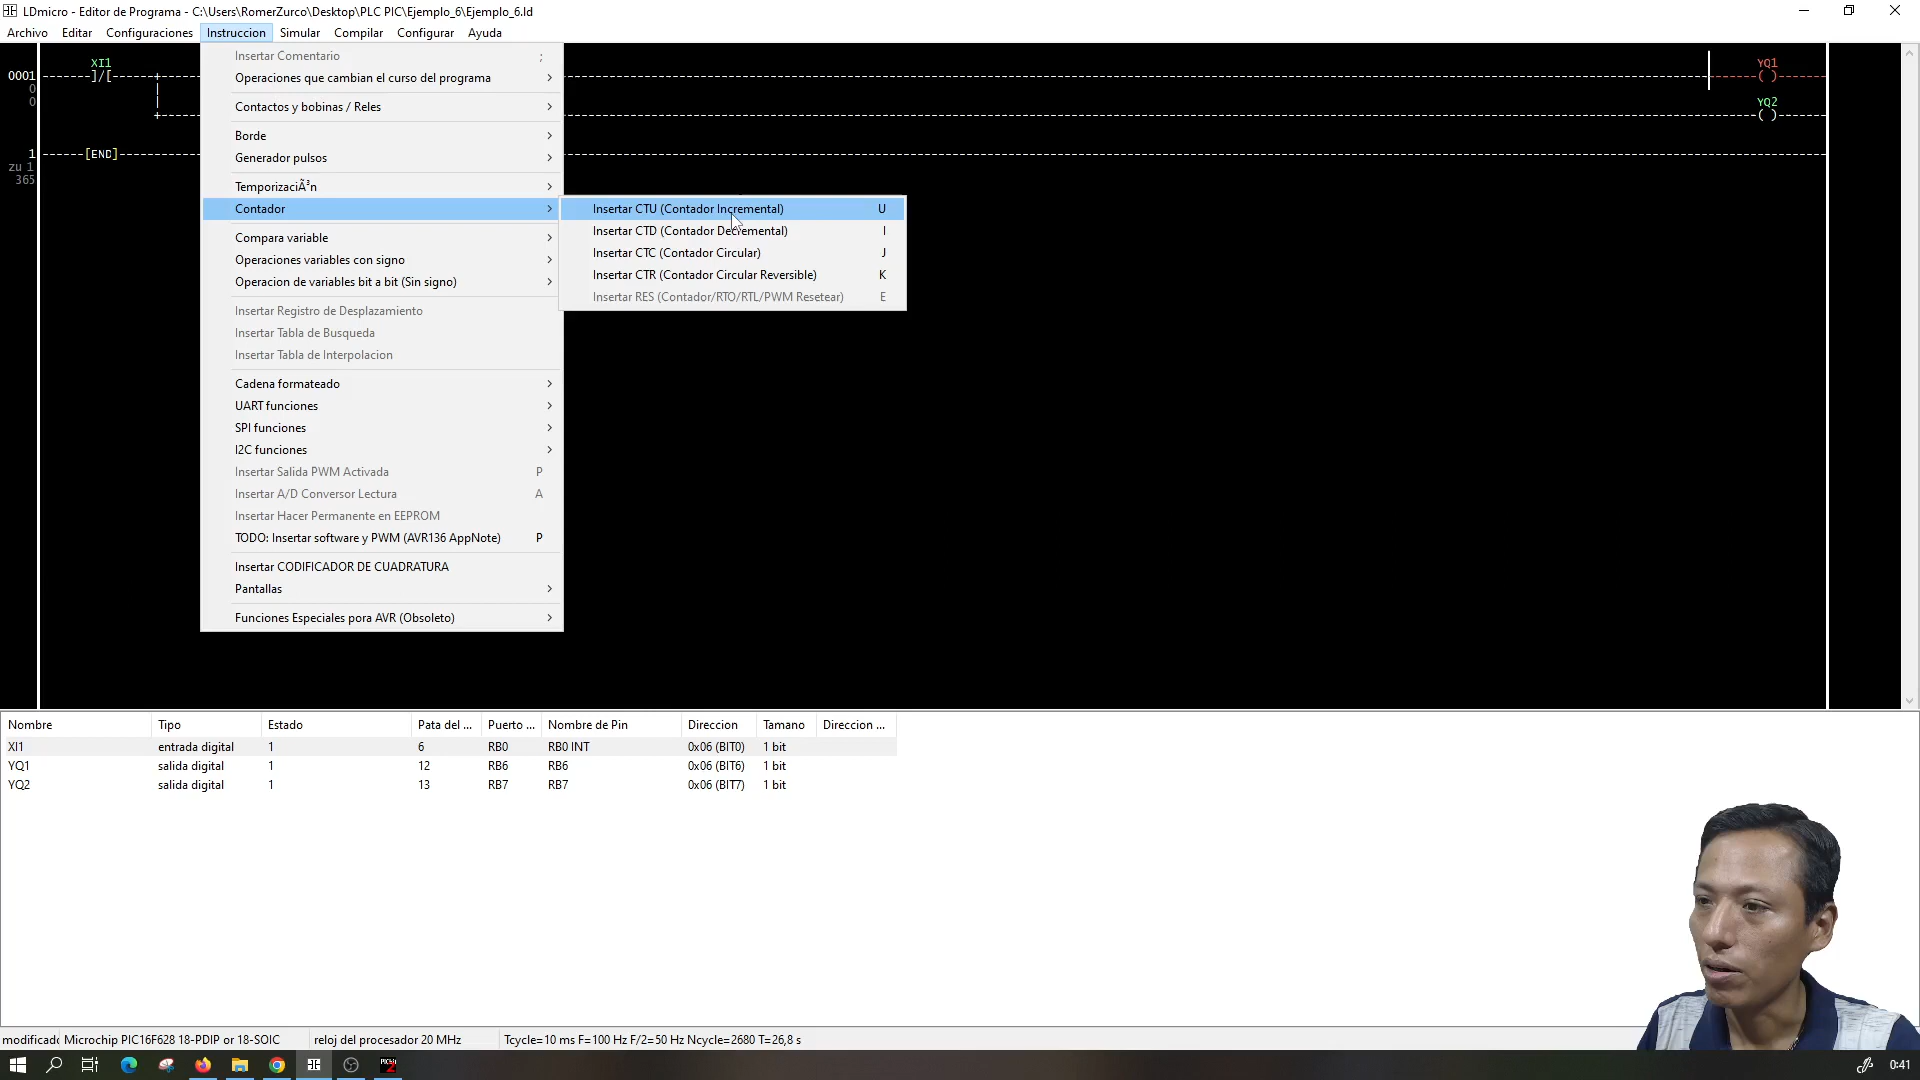 LDmicro - Editor de Programa - C:\Users\RomerZurco\Desktop\PLC PIC\Ejemplo_6\Ejemplo_6.ld
Archivo Editar Configuraciones Instruccion Simular Compilar Configurar Ayuda
Insertar Comentario ;
Operaciones que cambian el curso del programa
Contactos y bobinas / Reles
Borde
Generador pulsos
TemporizaciÃ³n
Contador
Compara variable
Operaciones variables con signo
Operacion de variables bit a bit (Sin signo)
Insertar Registro de Desplazamiento
Insertar Tabla de Busqueda
Insertar Tabla de Interpolacion
Cadena formateado
UART funciones
SPI funciones
I2C funciones
Insertar Salida PWM Activada P
Insertar A/D Conversor Lectura A
Insertar Hacer Permanente en EEPROM
TODO: Insertar software y PWM (AVR136 AppNote) P
Insertar CODIFICADOR DE CUADRATURA
Pantallas
Funciones Especiales pora AVR (Obsoleto)
Insertar CTU (Contador Incremental) U
Insertar CTD (Contador Decremental) I
Insertar CTC (Contador Circular) J
Insertar CTR (Contador Circular Reversible) K
Insertar RES (Contador/RTO/RTL/PWM Resetear) E
XI1
0001 ]/[
0
0
1 [END]
zu 1
365
YQ1
( )
YQ2
( )
Nombre Tipo Estado Pata del ... Puerto ... Nombre de Pin Direccion Tamano Direccion ...
XI1 entrada digital 1 6 RB0 RB0 INT 0x06 (BIT0) 1 bit
YQ1 salida digital 1 12 RB6 RB6 0x06 (BIT6) 1 bit
YQ2 salida digital 1 13 RB7 RB7 0x06 (BIT7) 1 bit
modificado Microchip PIC16F628 18-PDIP or 18-SOIC reloj del procesador 20 MHz Tcycle=10 ms F=100 Hz F/2=50 Hz Ncycle=2680 T=26,8 s
0:41